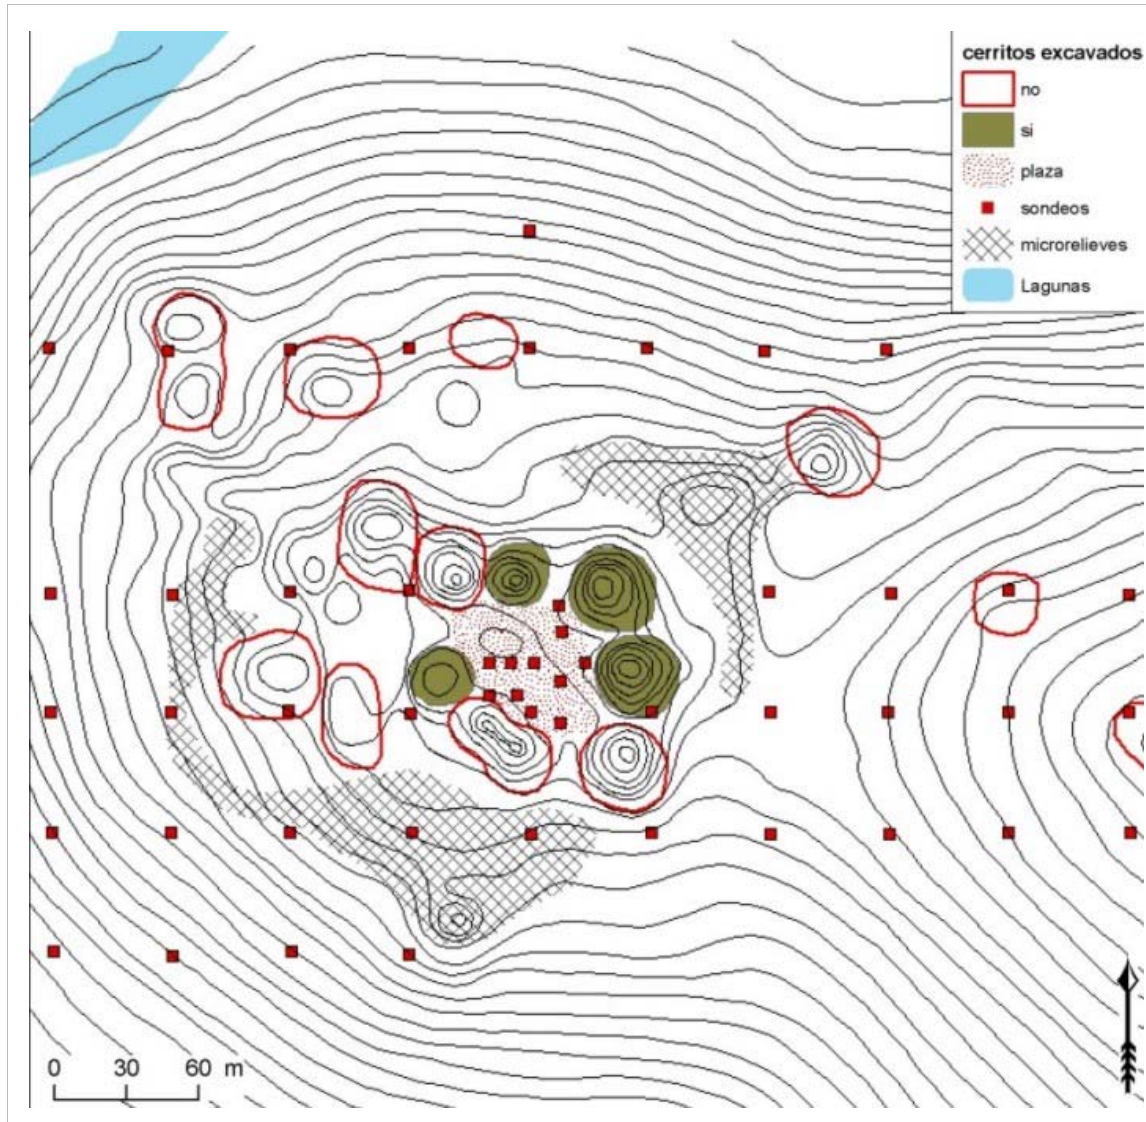 cerritos excavados
no
si
plaza
sondeos
microrelieves
Lagunas
0 30 60 m